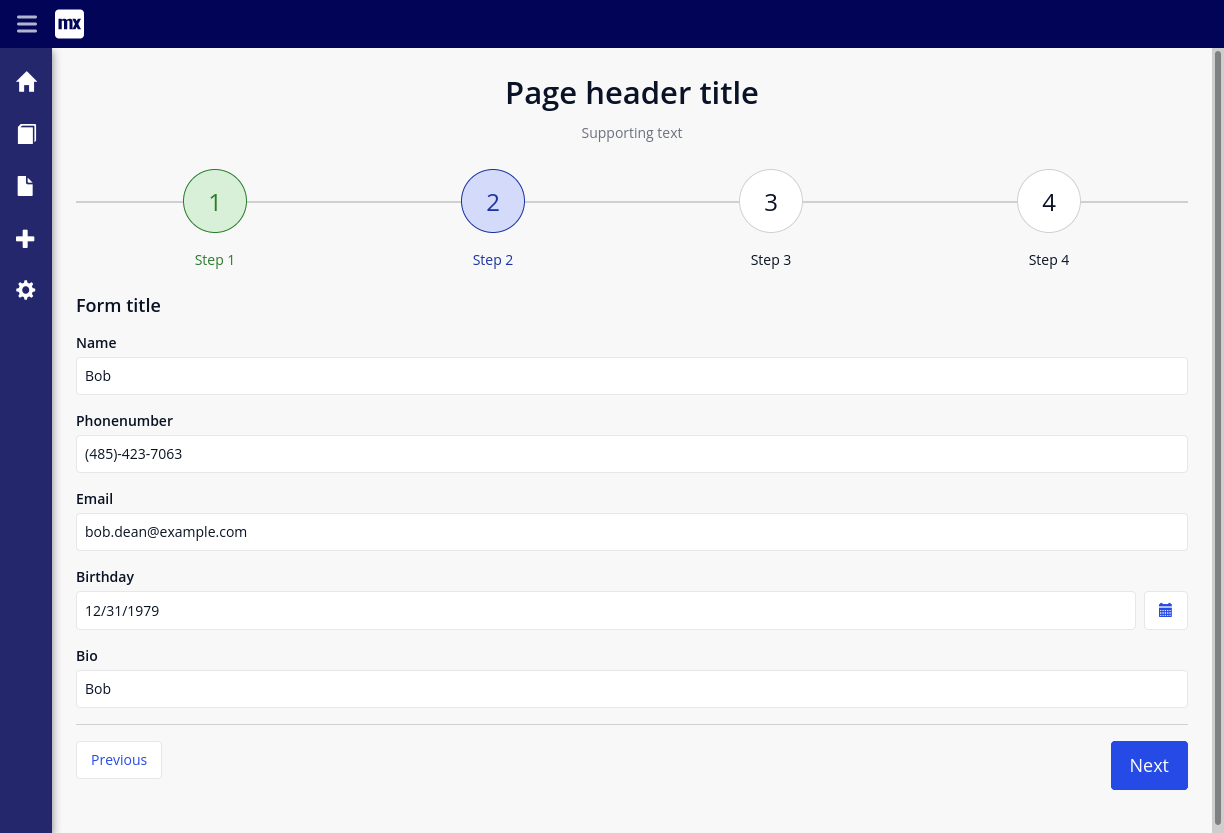 mx
Page header title
Supporting text
1
2
3
4
Step 1
Step 2
Step 3
Step 4
Form title
Name
Bob
Phonenumber
(485)-423-7063
Email
bob.dean@example.com
Birthday
12/31/1979
Bio
Bob
Previous
Next